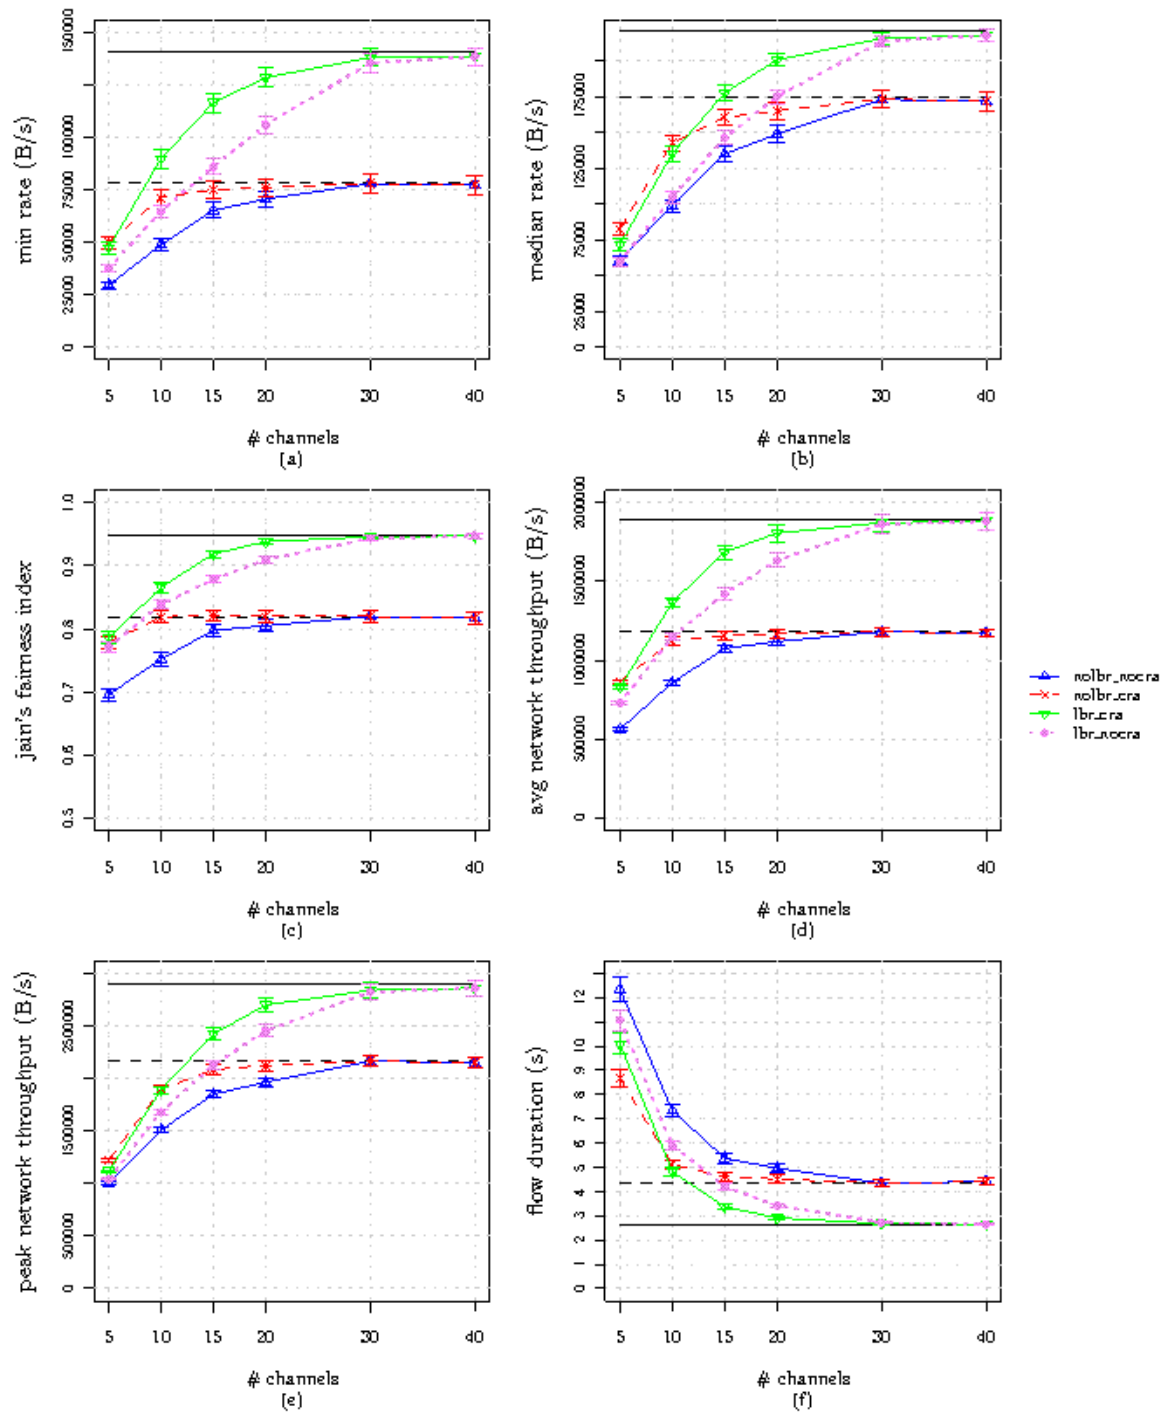 min rate (B/s)
0 25000 50000 75000 100000 150000
5 10 15 20 30 40
# channels
(a)
median rate (B/s)
0 25000 75000 125000 175000
5 10 15 20 30 40
# channels
(b)
jain's fairness index
0.5 0.6 0.7 0.8 0.9 1.0
5 10 15 20 30 40
# channels
(c)
avg network throughput (B/s)
0 500000 1000000 1500000 2000000
5 10 15 20 30 40
# channels
(d)
nolbr_nocra
nolbr_cra
lbr_cra
lbr_nocra
peak network throughput (B/s)
0 500000 1500000 2500000
5 10 15 20 30 40
# channels
(e)
flow duration (s)
0 1 2 3 4 5 6 7 8 9 10 12
5 10 15 20 30 40
# channels
(f)